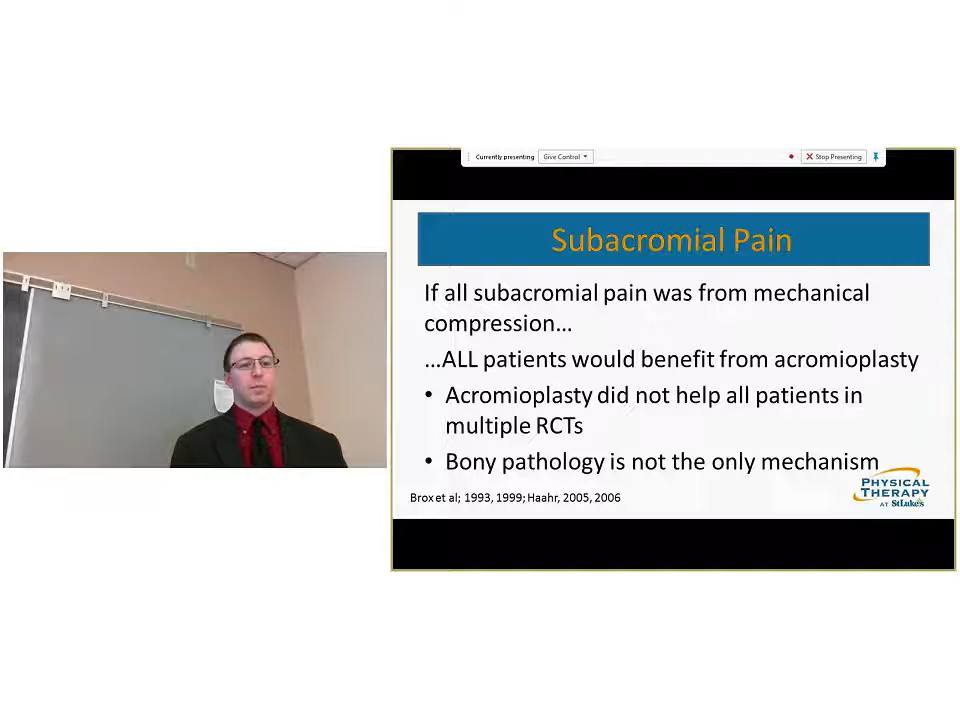 Currently presenting Give Control Stop Presenting
Subacromial Pain
If all subacromial pain was from mechanical
compression...
...ALL patients would benefit from acromioplasty
• Acromioplasty did not help all patients in
multiple RCTs
• Bony pathology is not the only mechanism
Brox et al; 1993, 1999; Haahr, 2005, 2006
PHYSICAL
THERAPY
AT St Luke's